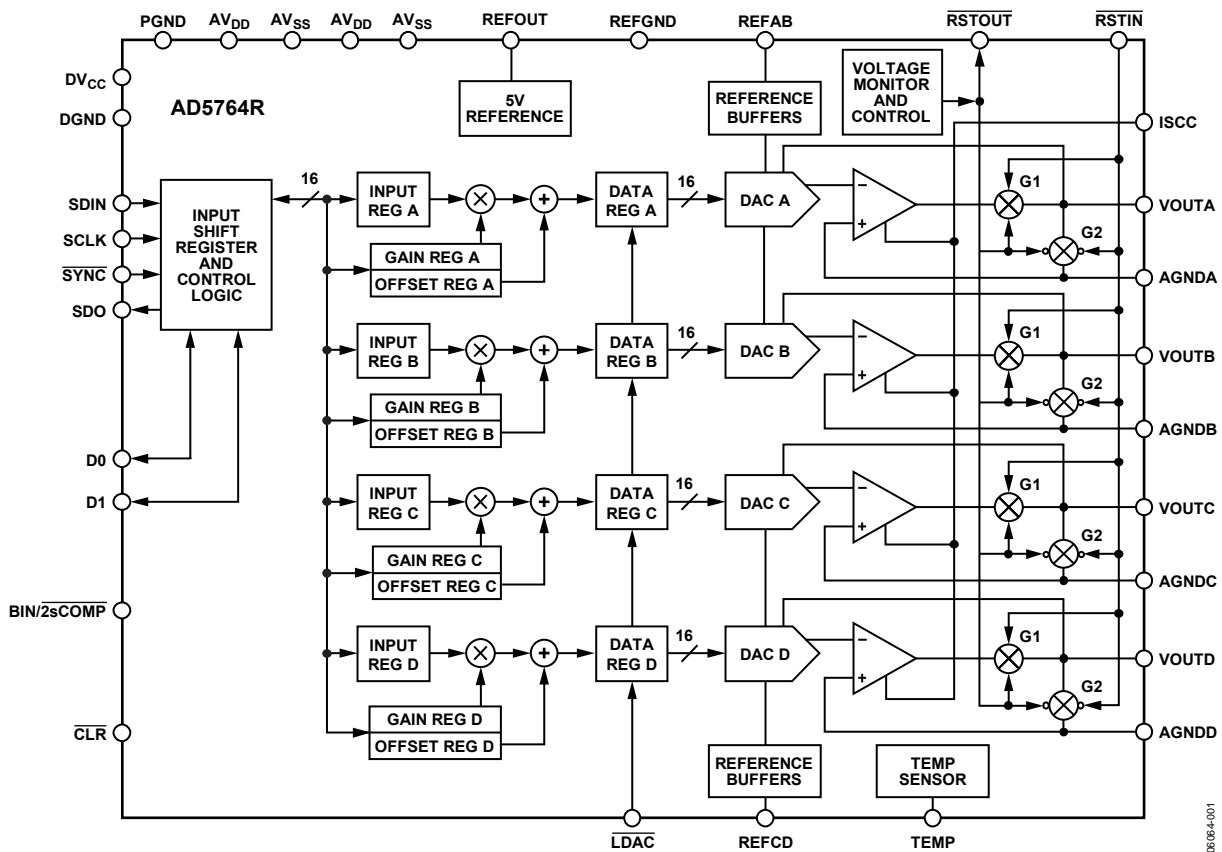 PGND AVDD AVSS AVDD AVSS REFOUT REFGND REFAB RSTOUT RSTIN
DVCC
DGND
AD5764R
5V
REFERENCE
REFERENCE
BUFFERS
VOLTAGE
MONITOR
AND
CONTROL
ISCC
SDIN
SCLK
SYNC
SDO
INPUT
SHIFT
REGISTER
AND
CONTROL
LOGIC
16
INPUT
REG A
×
+
DATA
REG A
16
DAC A
−
+
G1
G2
VOUTA
GAIN REG A
OFFSET REG A
AGNDA
INPUT
REG B
×
+
DATA
REG B
16
DAC B
−
+
G1
G2
VOUTB
GAIN REG B
OFFSET REG B
AGNDB
D0
D1
INPUT
REG C
×
+
DATA
REG C
16
DAC C
−
+
G1
G2
VOUTC
GAIN REG C
OFFSET REG C
AGNDC
BIN/2sCOMP
INPUT
REG D
×
+
DATA
REG D
16
DAC D
−
+
G1
G2
VOUTD
GAIN REG D
OFFSET REG D
AGNDD
CLR
REFERENCE
BUFFERS
TEMP
SENSOR
LDAC REFCD TEMP
06064-001